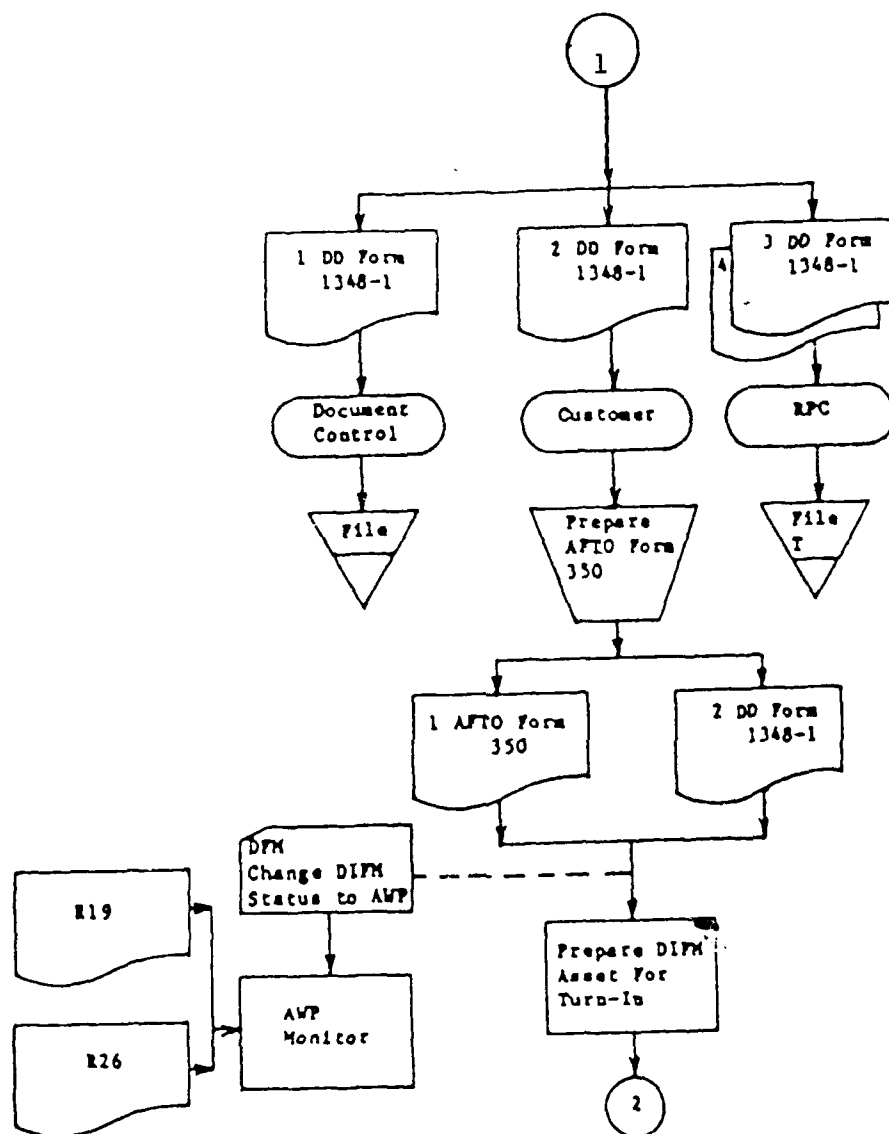 1
1 DD Form
1348-1
2 DD Form
1348-1
3 DD Form
1348-1
4
Document
Control
Customer
RPC
File
Prepare
AFTO Form
350
File
T
1 AFTO Form
350
2 DD Form
1348-1
DFM
Change DIFM
Status to AWP
R19
Prepare DIFM
Asset For
Turn-In
AWP
Monitor
R26
2